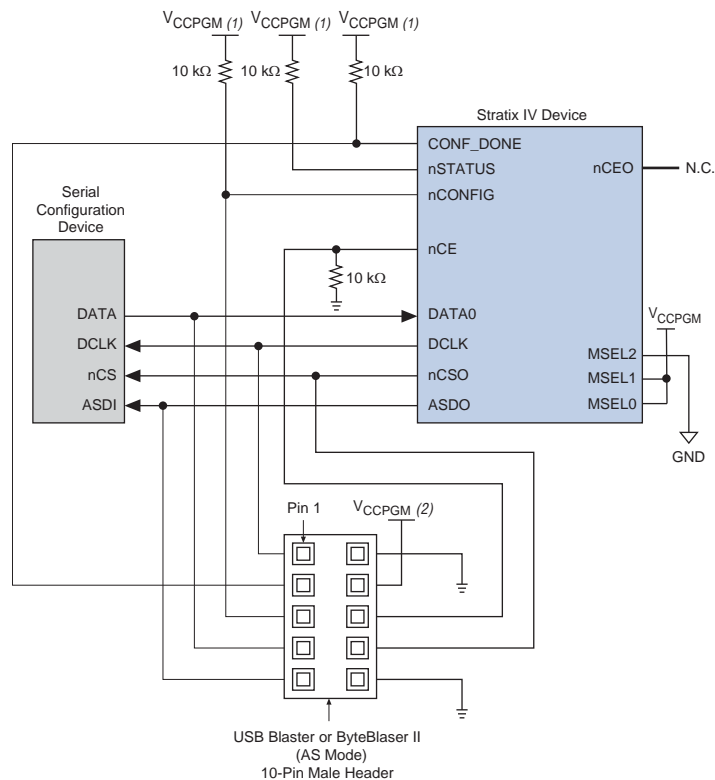 VCCPGM (1) VCCPGM (1) VCCPGM (1)
10 kΩ 10 kΩ 10 kΩ
Stratix IV Device
CONF_DONE
nSTATUS
nCONFIG
nCEO N.C.
nCE
10 kΩ
Serial
Configuration
Device
DATA
DCLK
nCS
ASDI
DATA0
DCLK
nCSO
ASDO
VCCPGM
MSEL2
MSEL1
MSEL0
GND
Pin 1
VCCPGM (2)
USB Blaster or ByteBlaser II
(AS Mode)
10-Pin Male Header